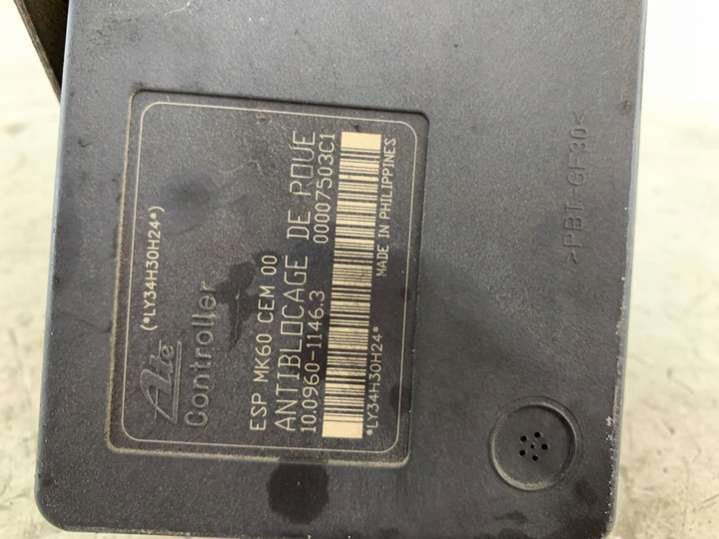 (*LY34H30H24*)
Ate
Controller
ESP MK60 CEM 00
ANTIBLOCAGE DE ROUE
10.0960-1146.3 00007503C1
*LY34H30H24* MADE IN PHILIPPINES
>PBT-GF30<